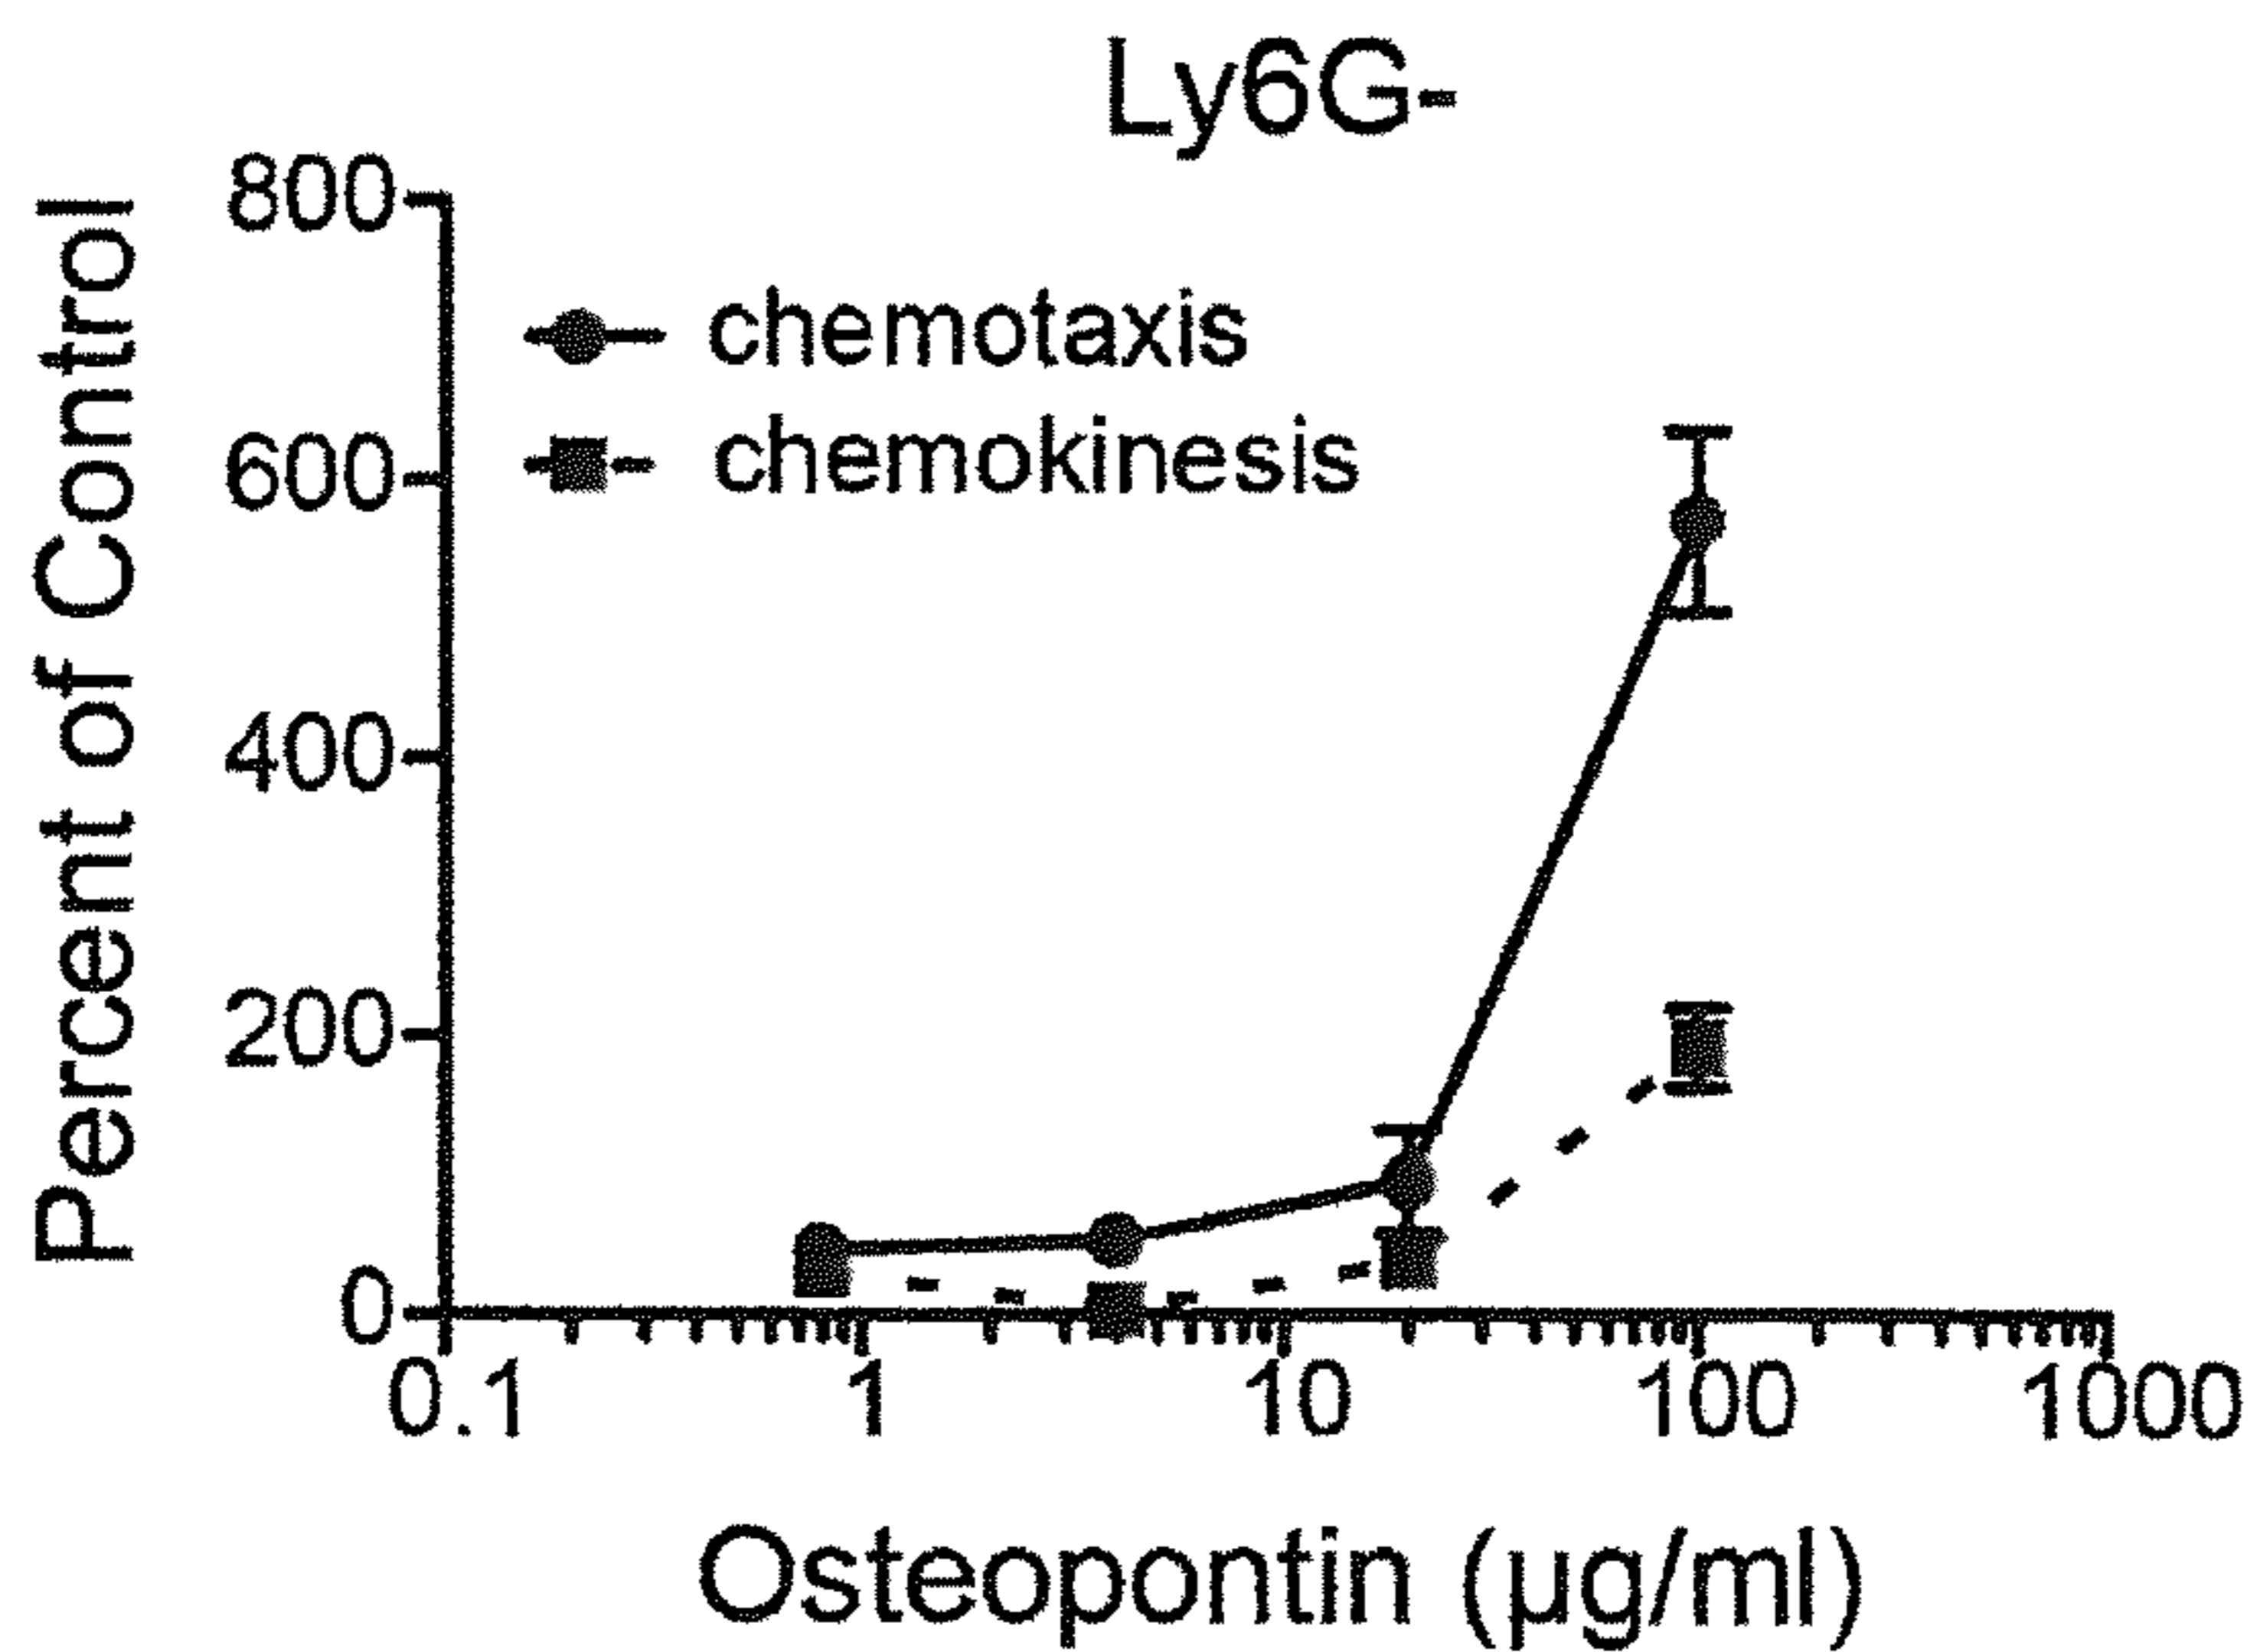 Ly6G-
Percent of Control
800
600
400
200
0
chemotaxis
chemokinesis
0.1 1 10 100 1000
Osteopontin (µg/ml)